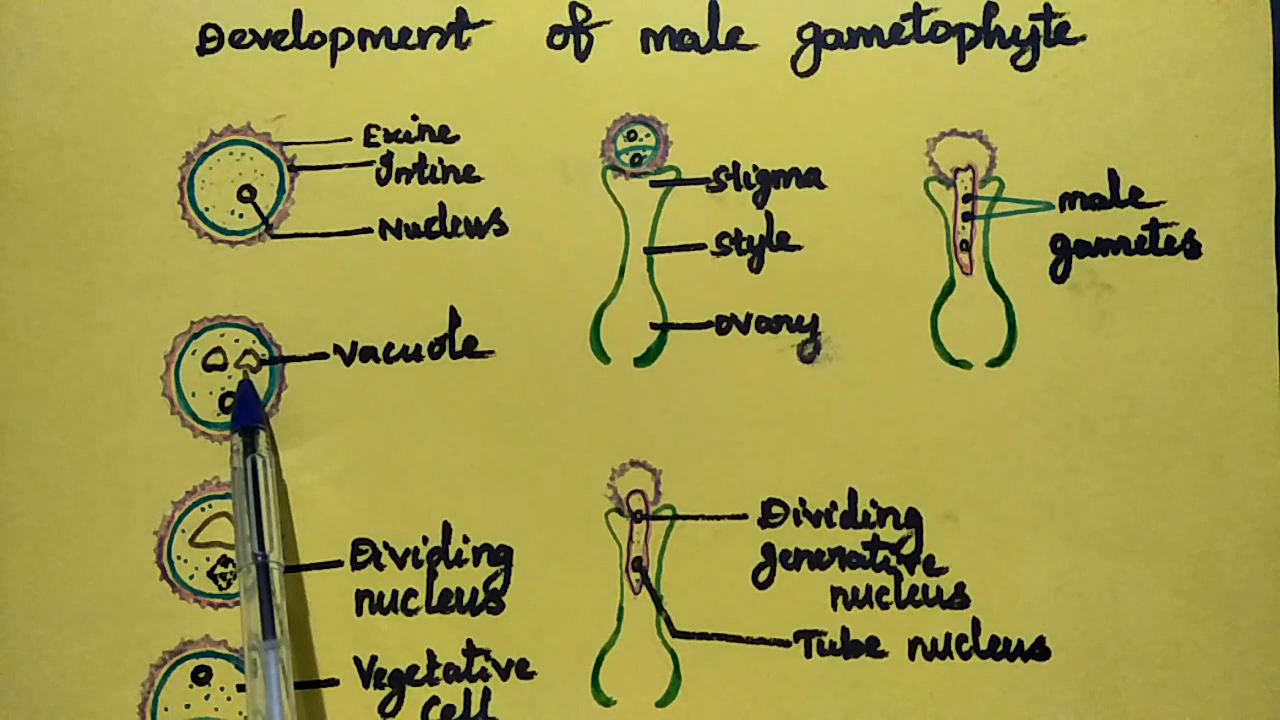 Development of male gametophyte
Exine
Intine
Nucleus
Vacuole
Dividing
nucleus
Vegetative
cell
Stigma
Style
Ovary
male
gametes
Dividing
generative
nucleus
Tube nucleus